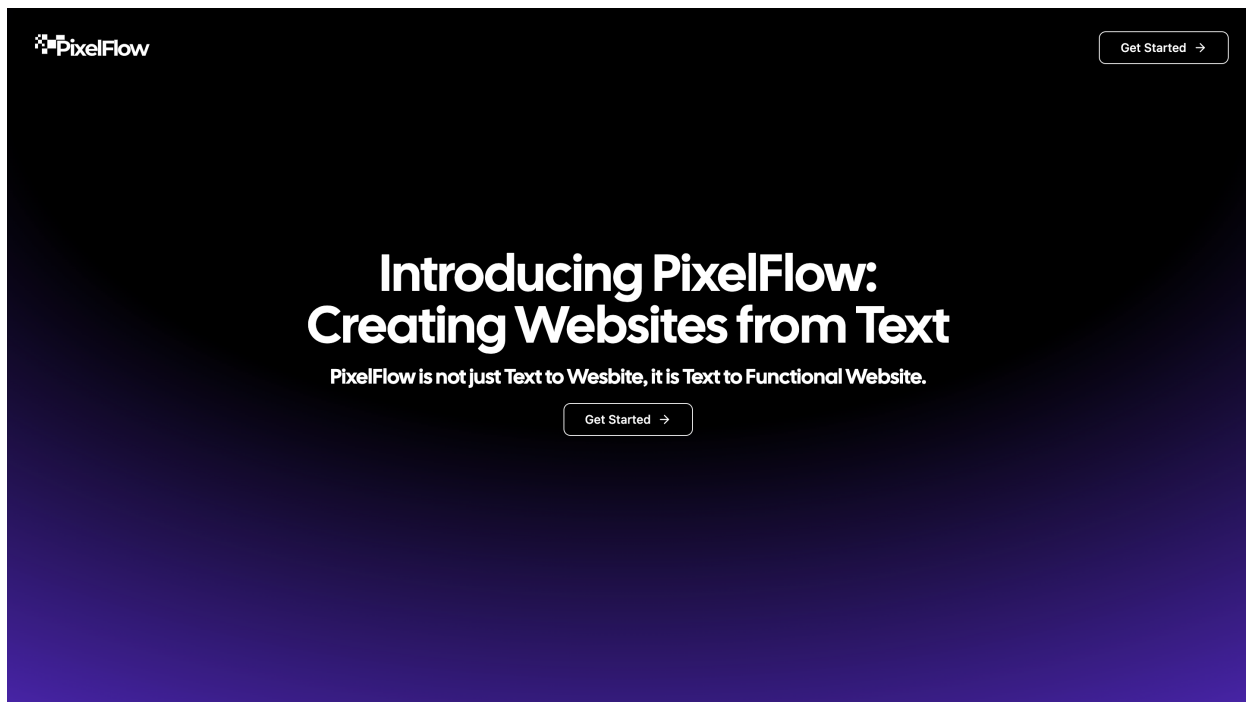 PixelFlow
Get Started
Introducing PixelFlow:
Creating Websites from Text
PixelFlow is not just Text to Wesbite, it is Text to Functional Website.
Get Started